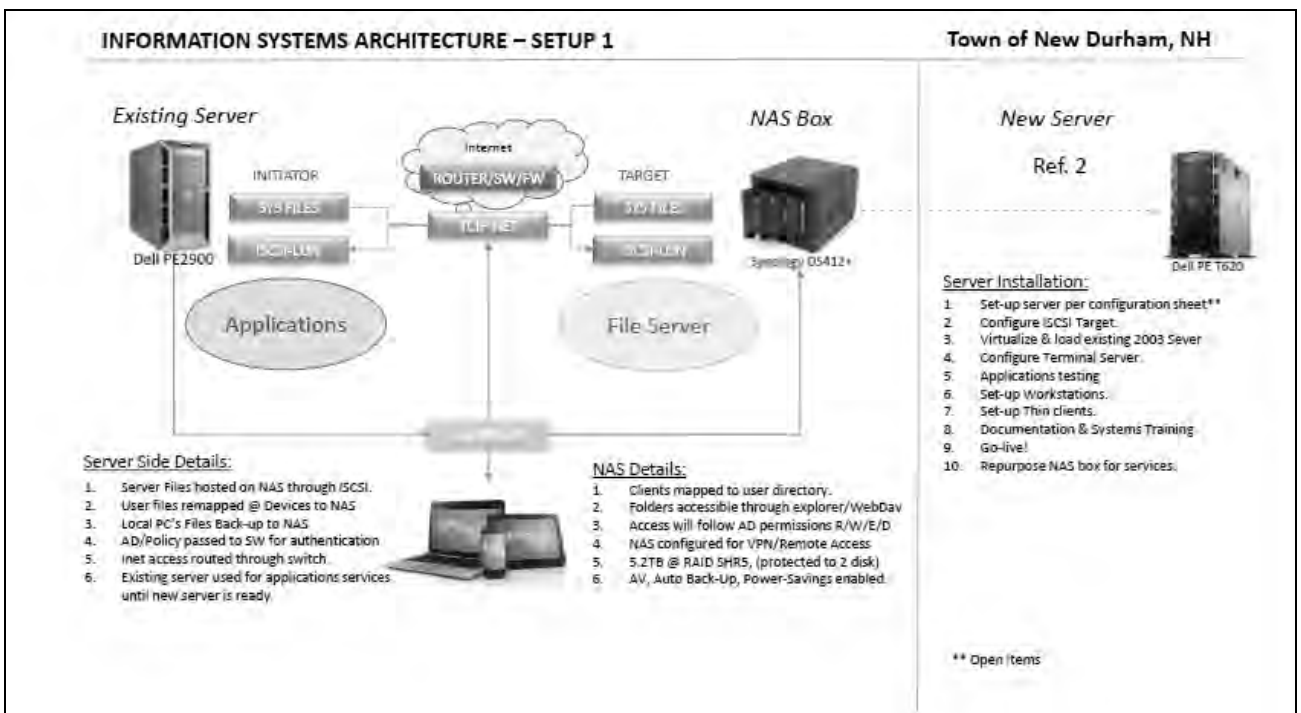 INFORMATION SYSTEMS ARCHITECTURE – SETUP 1
Town of New Durham, NH
Existing Server
Internet
ROUTER/SW/FW
NAS Box
New Server
Ref. 2
INITIATOR
TARGET
SYS FILES
SYS FILES
ISCSI-LUN
ISCSI-LUN
Dell PE2900
Synology DS412+
Dell PE T620
Applications
File Server
Server Side Details:
1. Server Files hosted on NAS through ISCSI.
2. User files remapped @ Devices to NAS
3. Local PC's Files Back-up to NAS
4. AD/Policy passed to SW for authentication
5. Inet access routed through switch
6. Existing server used for applications services
until new server is ready.
NAS Details:
1. Clients mapped to user directory.
2. Folders accessible through explorer/WebDav
3. Access will follow AD permissions R/W/E/D
4. NAS configured for VPN/Remote Access
5. 5.2TB @ RAID SHR5, (protected to 2 disk)
6. AV, Auto Back-Up, Power-Savings enabled.
Server Installation:
1. Set-up server per configuration sheet**
2. Configure ISCSI Target.
3. Virtualize & load existing 2003 Sever
4. Configure Terminal Server.
5. Applications testing
6. Set-up Workstations.
7. Set-up Thin clients.
8. Documentation & Systems Training
9. Go-live!
10. Repurpose NAS box for services.
** Open Items